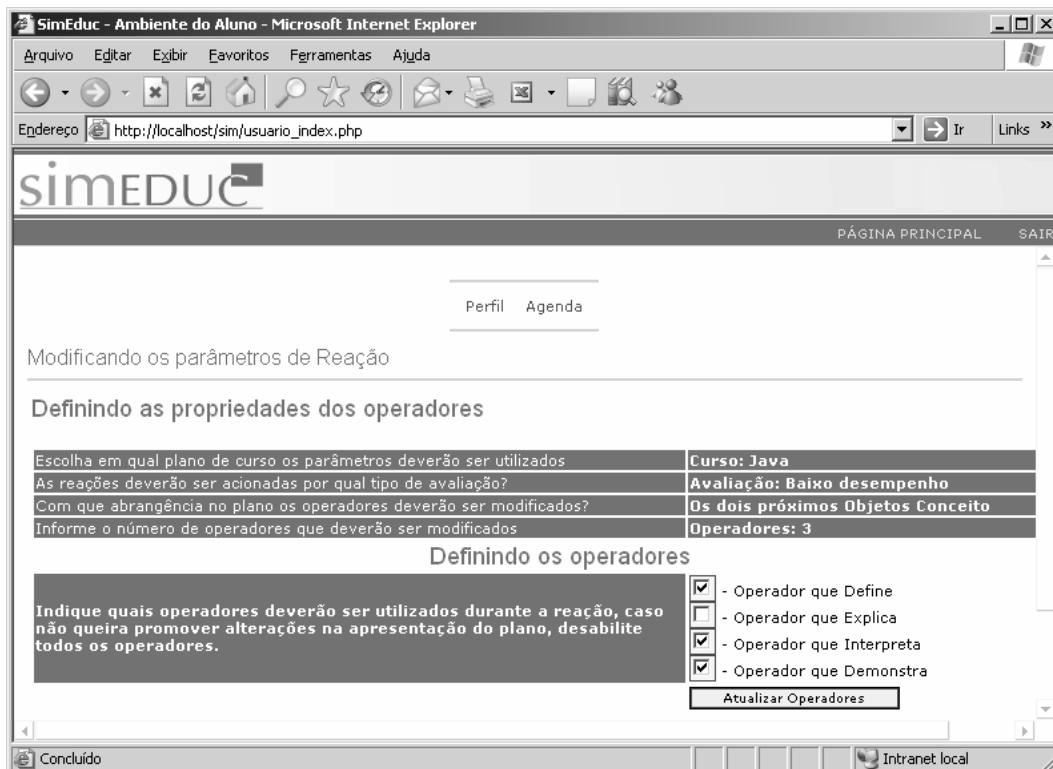 SimEduc - Ambiente do Aluno - Microsoft Internet Explorer
Arquivo Editar Exibir Favoritos Ferramentas Ajuda
Endereço http://localhost/sim/usuario_index.php Ir Links »
simEDUC
PÁGINA PRINCIPAL SAIR
Perfil Agenda
Modificando os parâmetros de Reação
Definindo as propriedades dos operadores
Escolha em qual plano de curso os parâmetros deverão ser utilizados Curso: Java
As reações deverão ser acionadas por qual tipo de avaliação? Avaliação: Baixo desempenho
Com que abrangência no plano os operadores deverão ser modificados? Os dois próximos Objetos Conceito
Informe o número de operadores que deverão ser modificados Operadores: 3
Definindo os operadores
Indique quais operadores deverão ser utilizados durante a reação, caso
não queira promover alterações na apresentação do plano, desabilite
todos os operadores.
- Operador que Define
- Operador que Explica
- Operador que Interpreta
- Operador que Demonstra
Atualizar Operadores
Concluído Intranet local